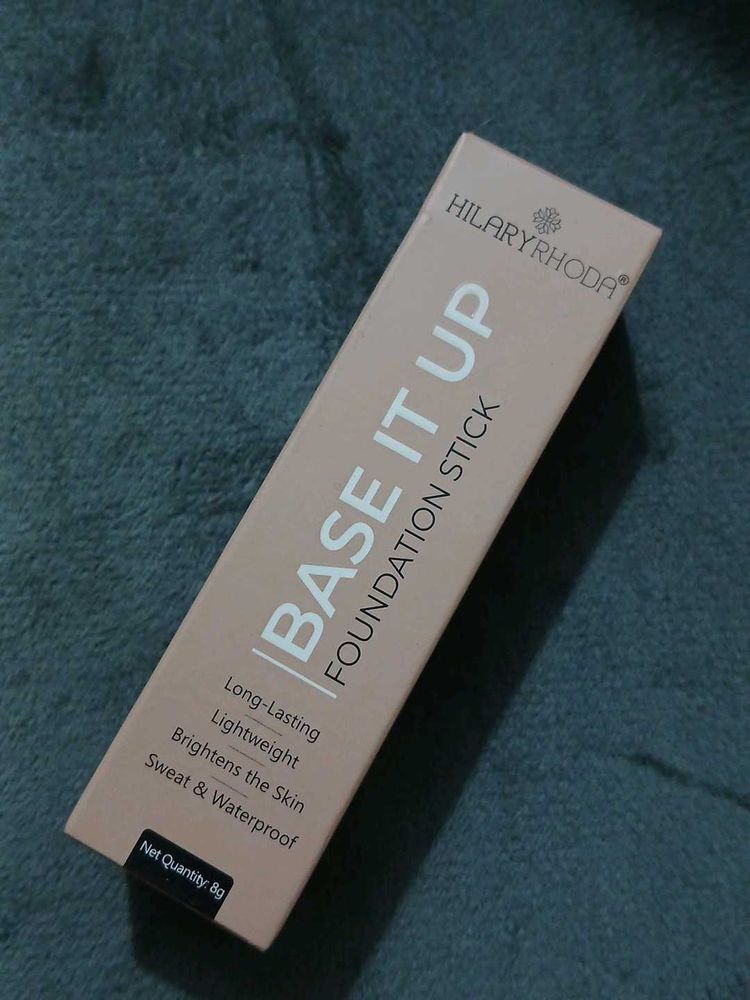 HILARYRHODA®
BASE IT UP
FOUNDATION STICK
Long-Lasting
Lightweight
Brightens the Skin
Sweat & Waterproof
Net Quantity: 8g